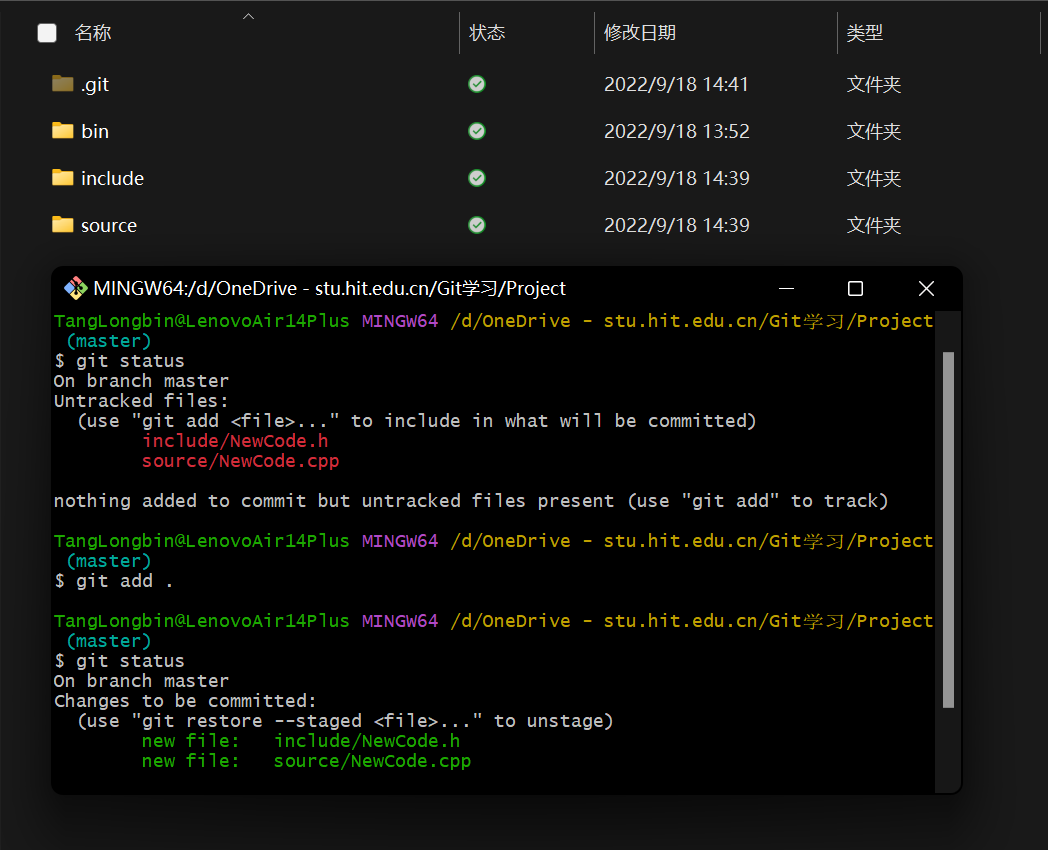 名称 状态 修改日期 类型
.git 2022/9/18 14:41 文件夹
bin 2022/9/18 13:52 文件夹
include 2022/9/18 14:39 文件夹
source 2022/9/18 14:39 文件夹
MINGW64:/d/OneDrive - stu.hit.edu.cn/Git学习/Project
TangLongbin@LenovoAir14Plus MINGW64 /d/OneDrive - stu.hit.edu.cn/Git学习/Project
(master)
$ git status
On branch master
Untracked files:
(use "git add <file>..." to include in what will be committed)
include/NewCode.h
source/NewCode.cpp
nothing added to commit but untracked files present (use "git add" to track)
TangLongbin@LenovoAir14Plus MINGW64 /d/OneDrive - stu.hit.edu.cn/Git学习/Project
(master)
$ git add .
TangLongbin@LenovoAir14Plus MINGW64 /d/OneDrive - stu.hit.edu.cn/Git学习/Project
(master)
$ git status
On branch master
Changes to be committed:
(use "git restore --staged <file>..." to unstage)
new file:   include/NewCode.h
new file:   source/NewCode.cpp